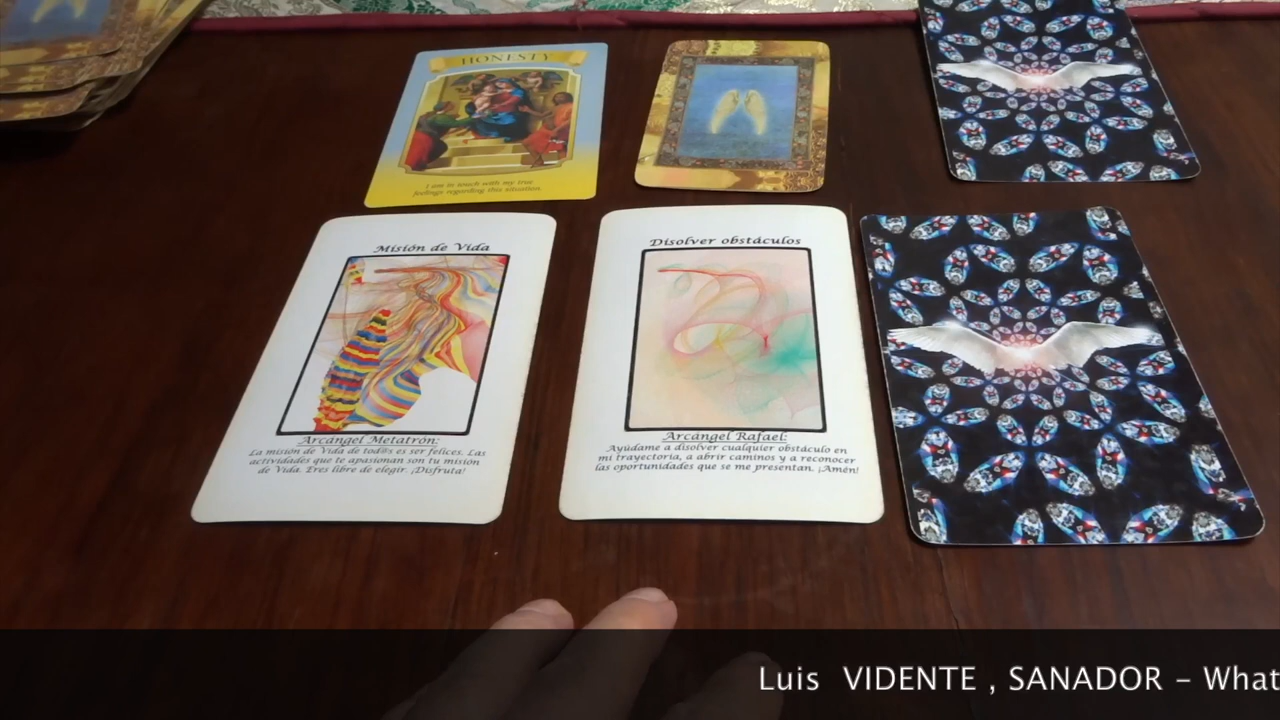 HONESTY
I am in touch with my true
feelings regarding this situation.
Misión de Vida
Arcángel Metatrón:
La misión de Vida de tod@s es ser felices. Las
actividades que te apasionan son tu misión
de Vida. Eres libre de elegir. ¡Disfruta!
Disolver obstáculos
Arcángel Rafael:
Ayúdame a disolver cualquier obstáculo en
mi trayectoria, a abrir caminos y a reconocer
las oportunidades que se me presentan. ¡Amén!
Luis VIDENTE , SANADOR - What